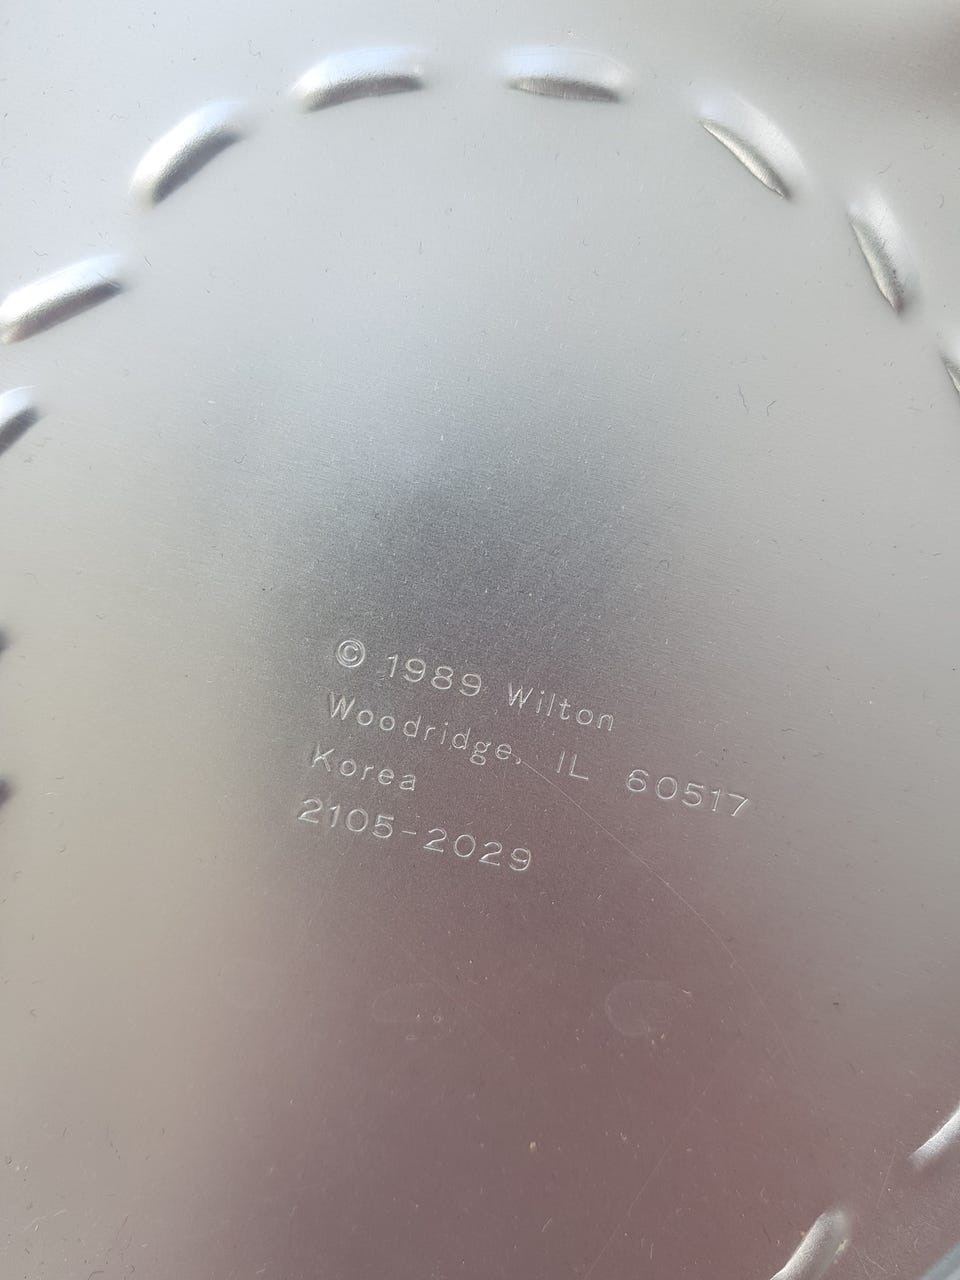 © 1989 Wilton
Woodridge, IL 60517
Korea
2105-2029